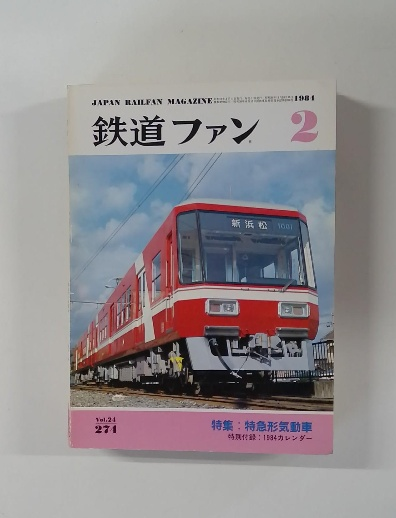 JAPAN RAILFAN MAGAZINE
1984
鉄道ファン 2
新浜松 1001
Vol.24
274
特集：特急形気動車
特別付録：1984カレンダー